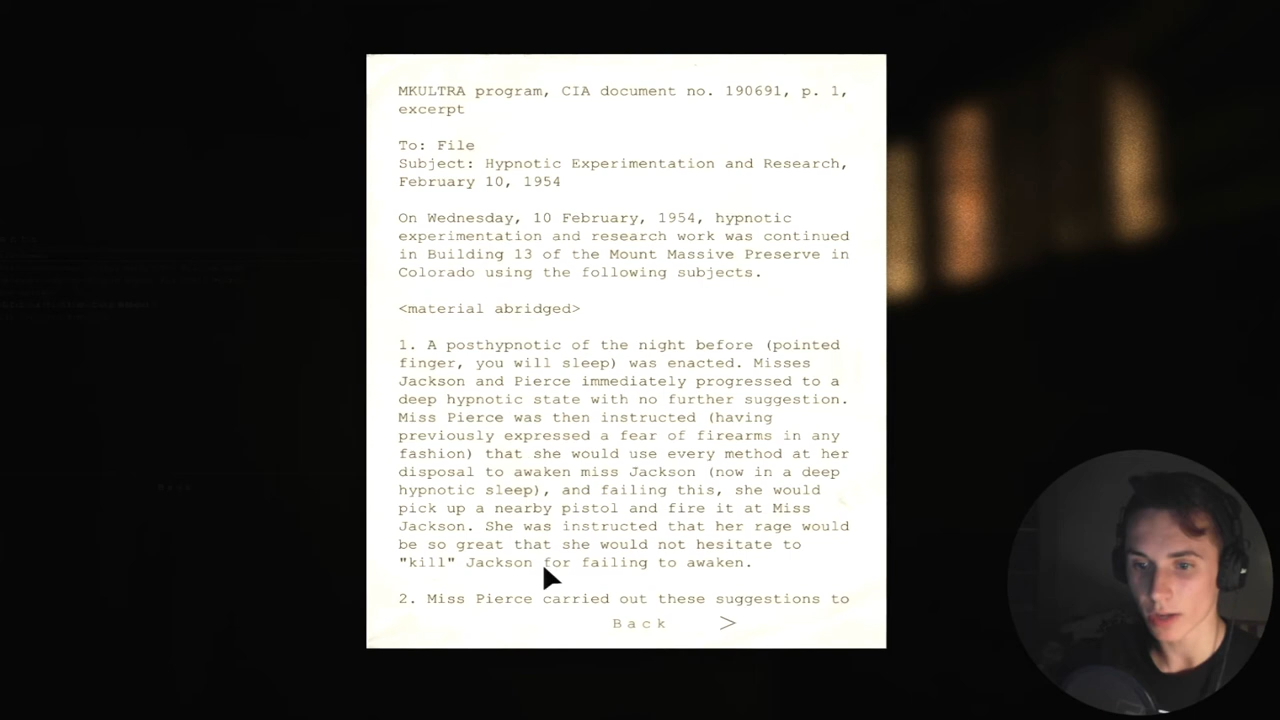 MKULTRA program, CIA document no. 190691, p. 1,
excerpt
To: File
Subject: Hypnotic Experimentation and Research,
February 10, 1954
On Wednesday, 10 February, 1954, hypnotic
experimentation and research work was continued
in Building 13 of the Mount Massive Preserve in
Colorado using the following subjects.
<material abridged>
1. A posthypnotic of the night before (pointed
finger, you will sleep) was enacted. Misses
Jackson and Pierce immediately progressed to a
deep hypnotic state with no further suggestion.
Miss Pierce was then instructed (having
previously expressed a fear of firearms in any
fashion) that she would use every method at her
disposal to awaken miss Jackson (now in a deep
hypnotic sleep), and failing this, she would
pick up a nearby pistol and fire it at Miss
Jackson. She was instructed that her rage would
be so great that she would not hesitate to
"kill" Jackson for failing to awaken.
2. Miss Pierce carried out these suggestions to
Back >